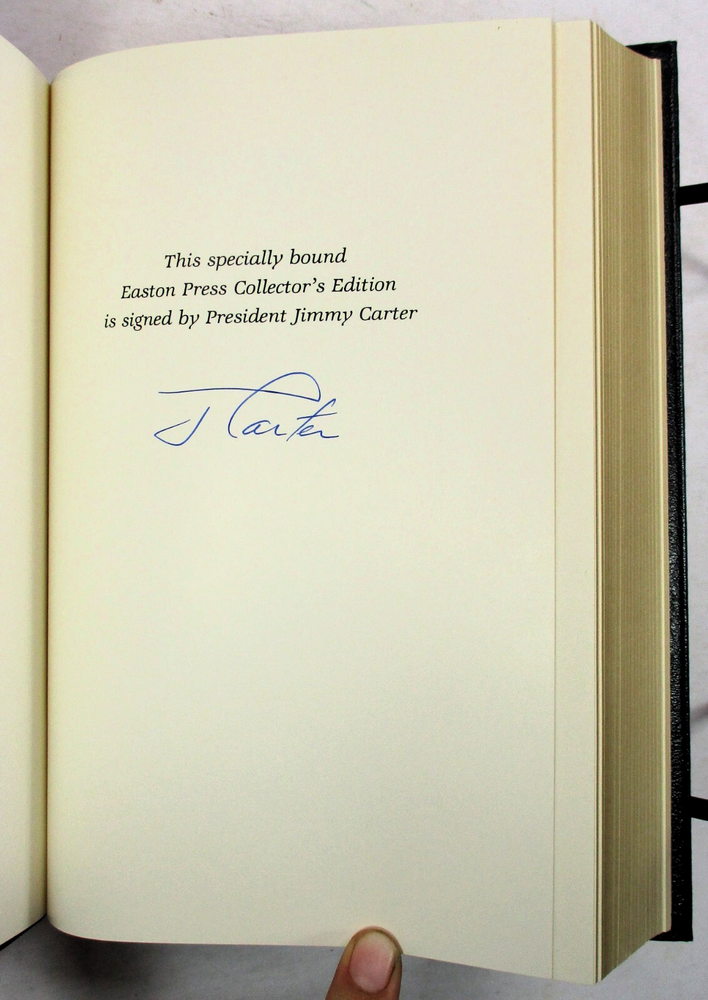 This specially bound
Easton Press Collector's Edition
is signed by President Jimmy Carter
J Carter